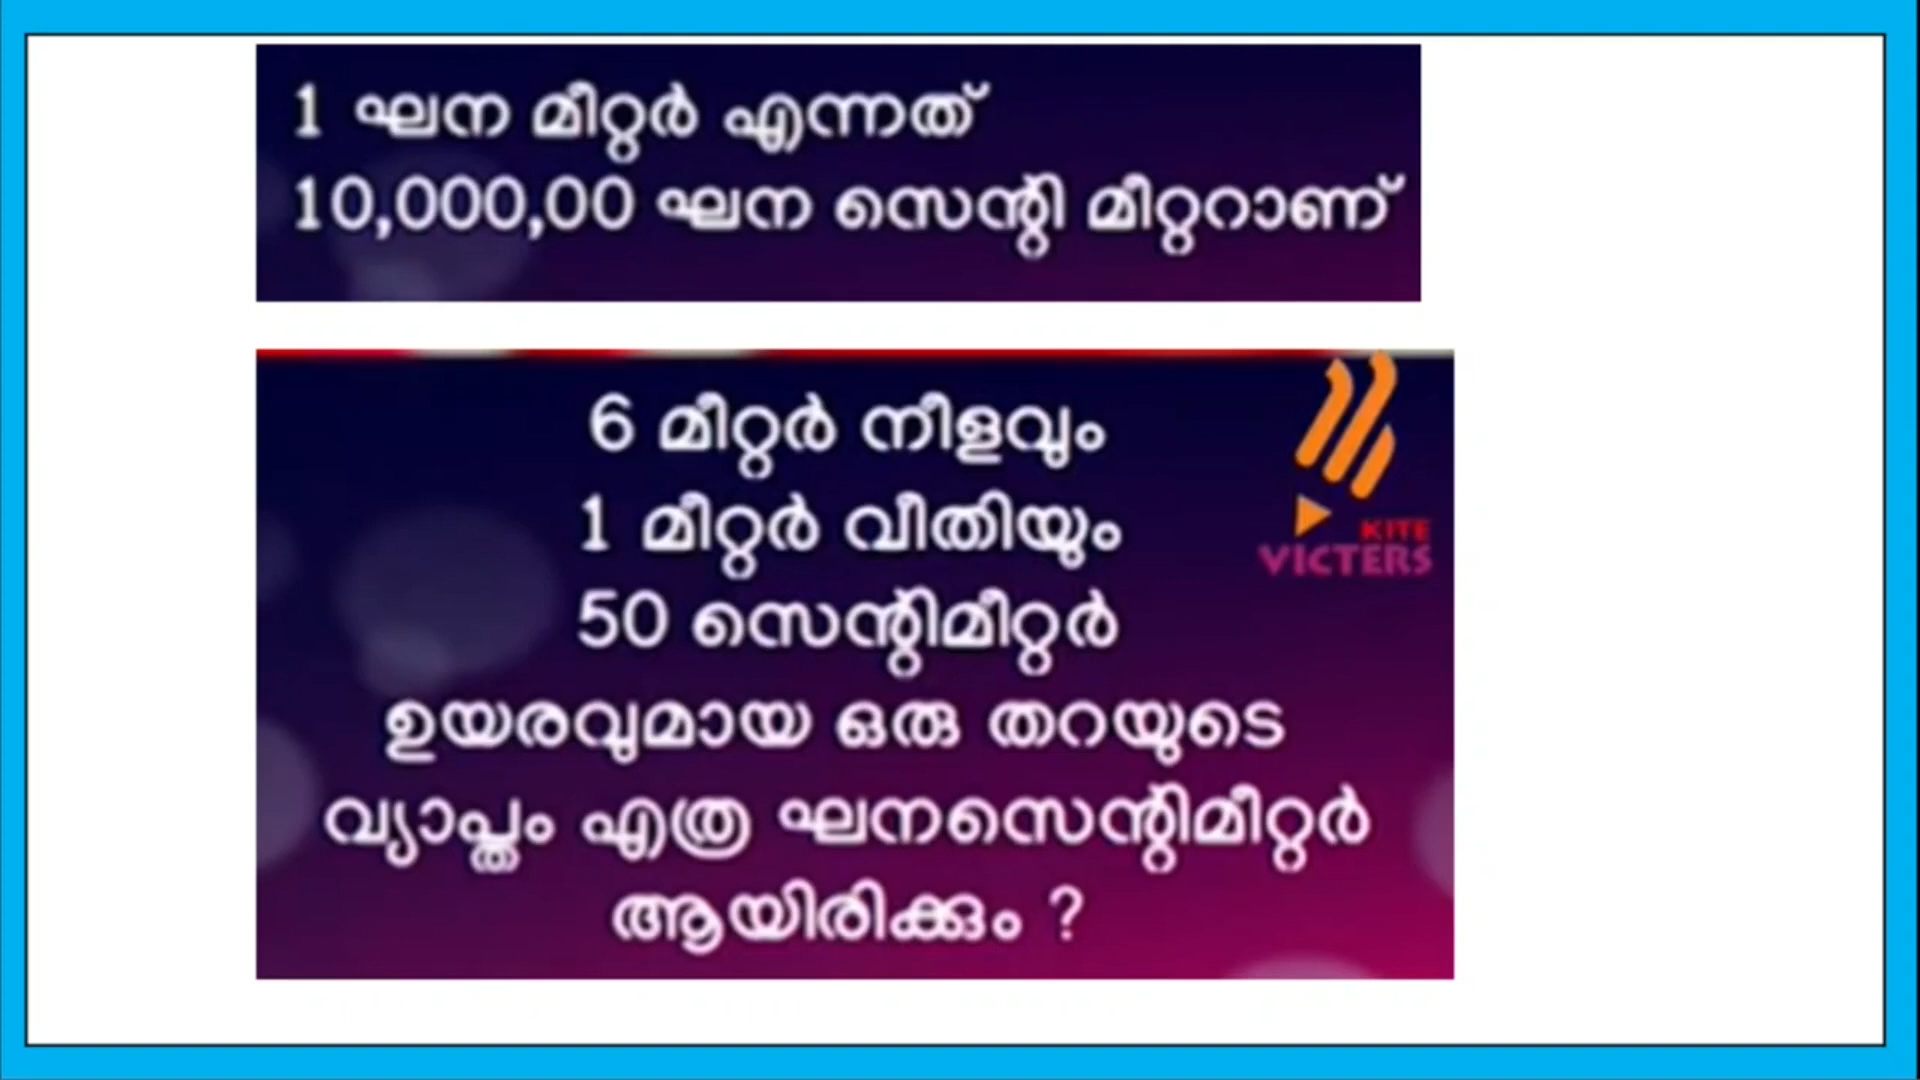 1 ഘന മീറ്റർ എന്നത്
10,000,00 ഘന സെന്റി മീറ്ററാണ്
6 മീറ്റർ നീളവും
1 മീറ്റർ വീതിയും
50 സെന്റിമീറ്റർ
ഉയരവുമായ ഒരു തറയുടെ
വ്യാപ്തം എത്ര ഘനസെന്റിമീറ്റർ
ആയിരിക്കും ?
KITE
VICTERS